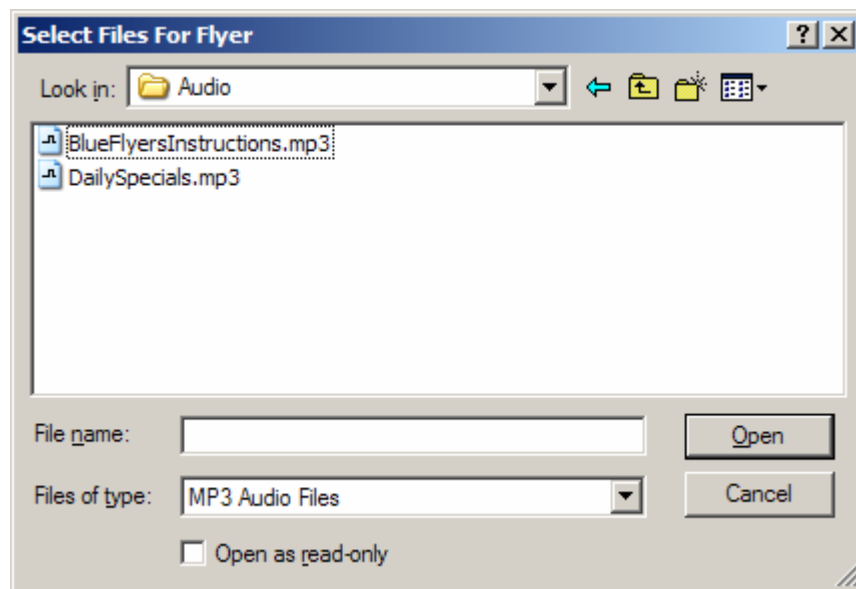 Select Files For Flyer
Look in: Audio
BlueFlyersInstructions.mp3
DailySpecials.mp3
File name: Open
Files of type: MP3 Audio Files Cancel
Open as read-only